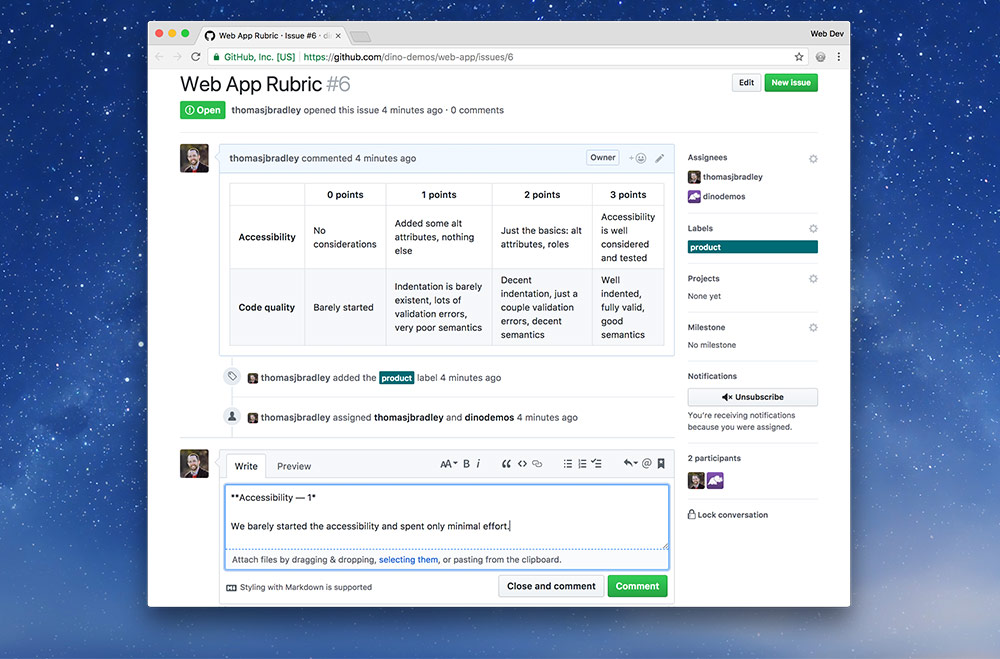 Web App Rubric · Issue #6 · di
Web Dev
GitHub, Inc. [US] https://github.com/dino-demos/web-app/issues/6
Web App Rubric #6
Edit
New issue
Open
thomasjbradley opened this issue 4 minutes ago · 0 comments
thomasjbradley commented 4 minutes ago
Owner
0 points 1 points 2 points 3 points
Accessibility
No
considerations
Added some alt
attributes, nothing
else
Just the basics: alt
attributes, roles
Accessibility
is well
considered
and tested
Code quality
Barely started
Indentation is barely
existent, lots of
validation errors,
very poor semantics
Decent
indentation, just a
couple validation
errors, decent
semantics
Well
indented,
fully valid,
good
semantics
thomasjbradley added the product label 4 minutes ago
thomasjbradley assigned thomasjbradley and dinodemos 4 minutes ago
Write
Preview
AA B i
**Accessibility — 1*
We barely started the accessibility and spent only minimal effort.
Attach files by dragging & dropping, selecting them, or pasting from the clipboard.
Styling with Markdown is supported
Close and comment
Comment
Assignees
thomasjbradley
dinodemos
Labels
product
Projects
None yet
Milestone
No milestone
Notifications
Unsubscribe
You're receiving notifications
because you were assigned.
2 participants
Lock conversation